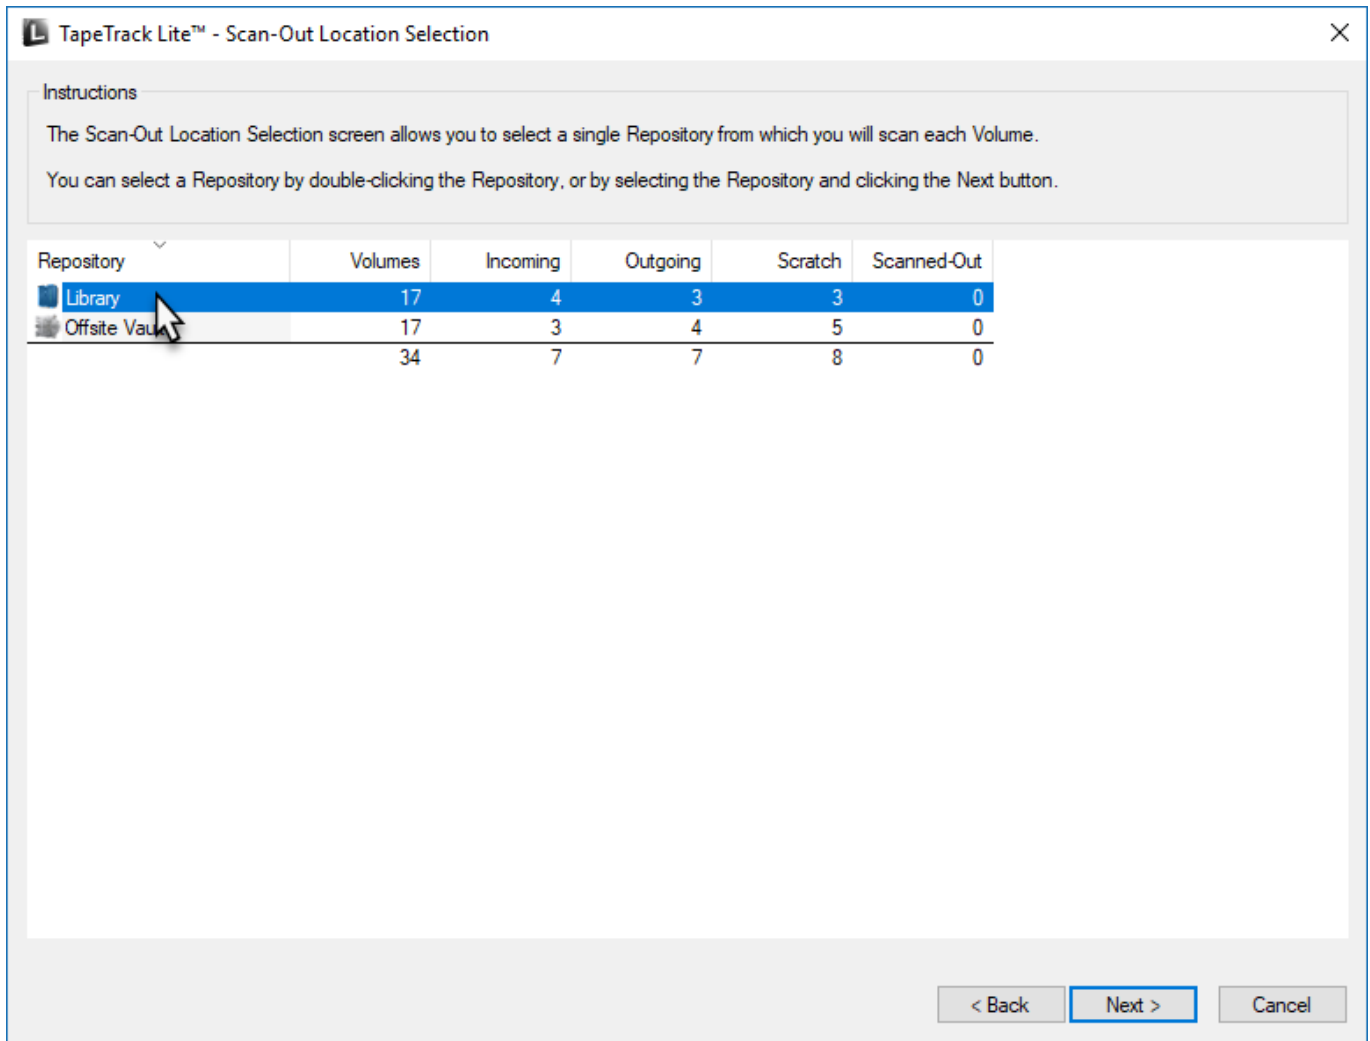 TapeTrack Lite™ - Scan-Out Location Selection
Instructions
The Scan-Out Location Selection screen allows you to select a single Repository from which you will scan each Volume.
You can select a Repository by double-clicking the Repository, or by selecting the Repository and clicking the Next button.
Repository Volumes Incoming Outgoing Scratch Scanned-Out
Library 17 4 3 3 0
Offsite 17 3 4 5 0
34 7 7 8 0
< Back Next > Cancel